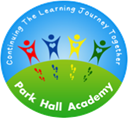 Continuing The Learning Journey Together
Park Hall Academy